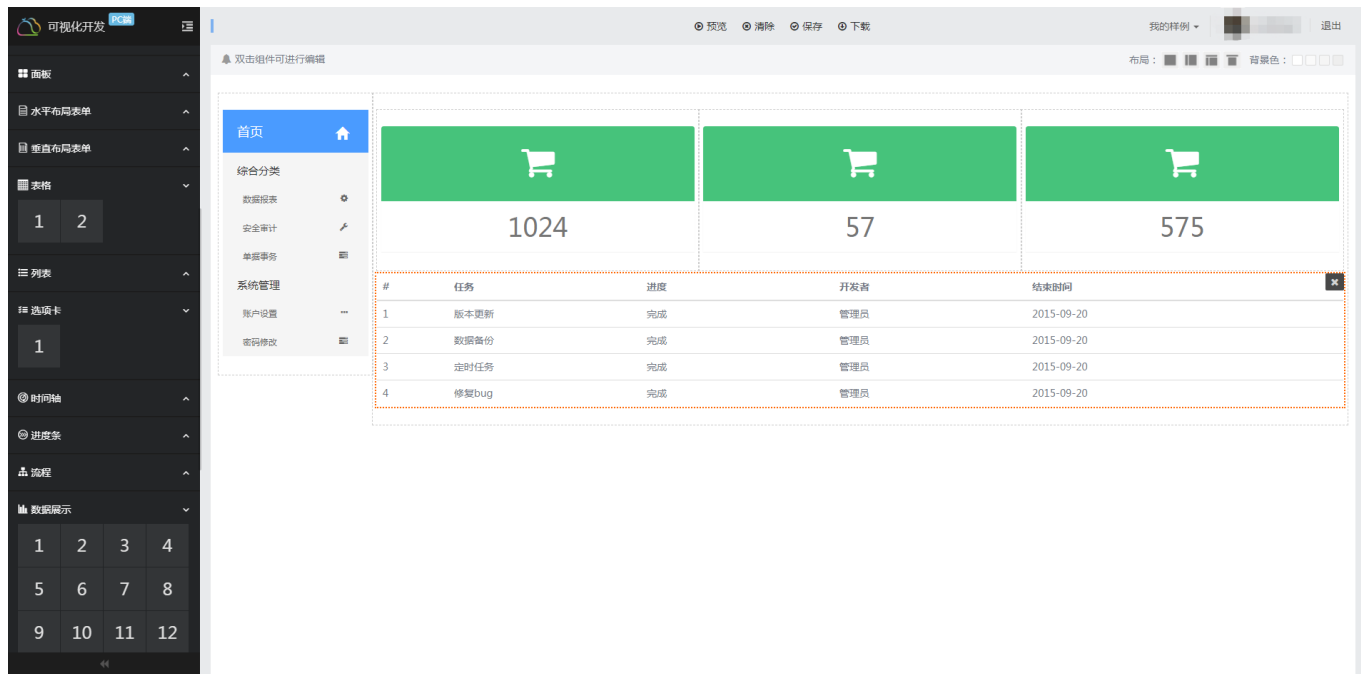 可视化开发 PC端
预览 清除 保存 下载
我的样例 退出
双击组件可进行编辑
布局： 背景色：
面板
水平布局表单
垂直布局表单
表格
1 2
列表
选项卡
1
时间轴
进度条
流程
数据展示
1 2 3 4
5 6 7 8
9 10 11 12
首页
综合分类
数据报表
安全审计
单据事务
系统管理
账户设置
密码修改
1024 57 575
# 任务 进度 开发者 结束时间
1 版本更新 完成 管理员 2015-09-20
2 数据备份 完成 管理员 2015-09-20
3 定时任务 完成 管理员 2015-09-20
4 修复bug 完成 管理员 2015-09-20